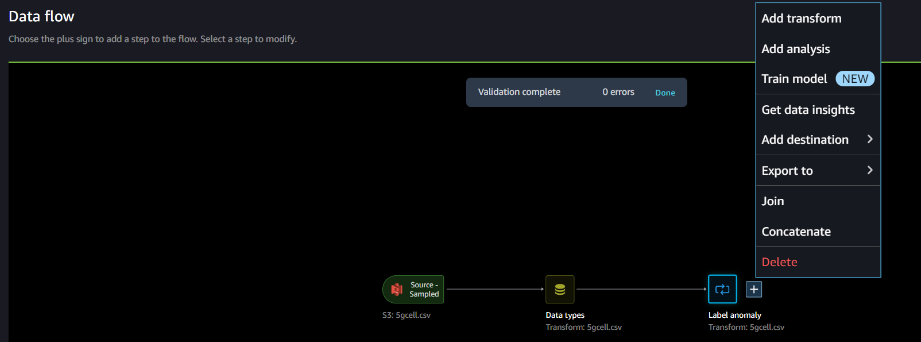 Data flow
Choose the plus sign to add a step to the flow. Select a step to modify.
Validation complete 0 errors Done
Add transform
Add analysis
Train model NEW
Get data insights
Add destination
Export to
Join
Concatenate
Delete
Source -
Sampled
S3: 5gcell.csv
Data types
Transform: 5gcell.csv
Label anomaly
Transform: 5gcell.csv